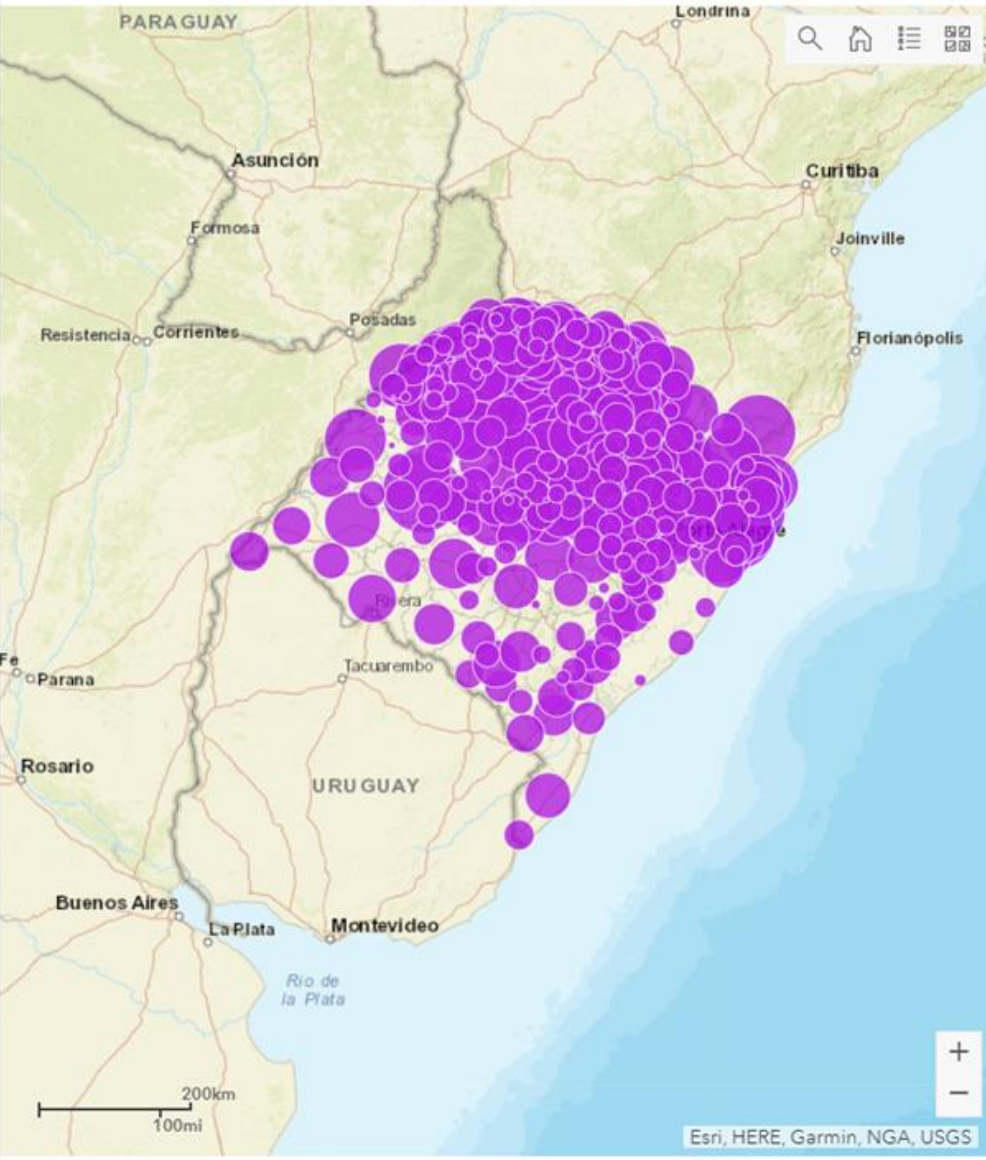 Londrina
PARAGUAY
Asunción
Curitiba
Formosa
Joinville
Posadas
Resistencia
Corrientes
Florianópolis
Rivera
Tacuarembo
Fe
Parana
Rosario
URUGUAY
Buenos Aires
La Plata
Montevideo
Rio de
la Plata
200km
100mi
+
−
Esri, HERE, Garmin, NGA, USGS